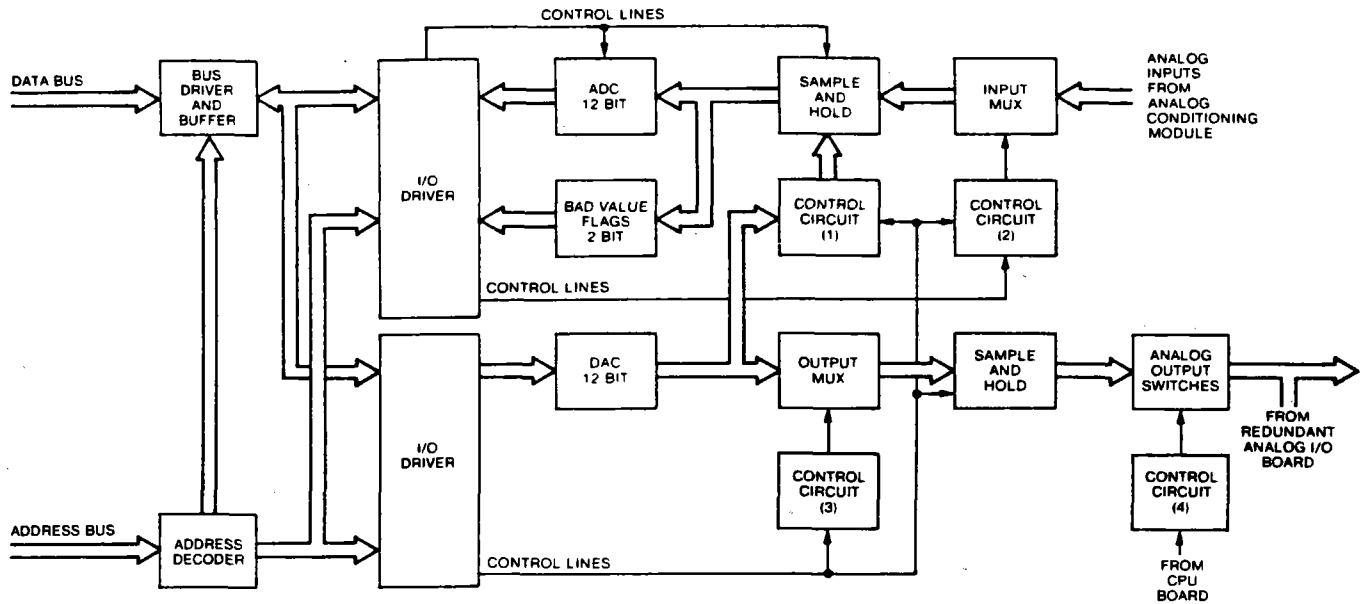 CONTROL LINES
DATA BUS
BUS
DRIVER
AND
BUFFER
I/O
DRIVER
ADC
12 BIT
SAMPLE
AND
HOLD
INPUT
MUX
ANALOG
INPUTS
FROM
ANALOG
CONDITIONING
MODULE
BAD VALUE
FLAGS
2 BIT
CONTROL
CIRCUIT
(1)
CONTROL
CIRCUIT
(2)
CONTROL LINES
I/O
DRIVER
DAC
12 BIT
OUTPUT
MUX
SAMPLE
AND
HOLD
ANALOG
OUTPUT
SWITCHES
FROM
REDUNDANT
ANALOG I/O
BOARD
CONTROL
CIRCUIT
(3)
CONTROL
CIRCUIT
(4)
ADDRESS BUS
ADDRESS
DECODER
CONTROL LINES
FROM
CPU
BOARD